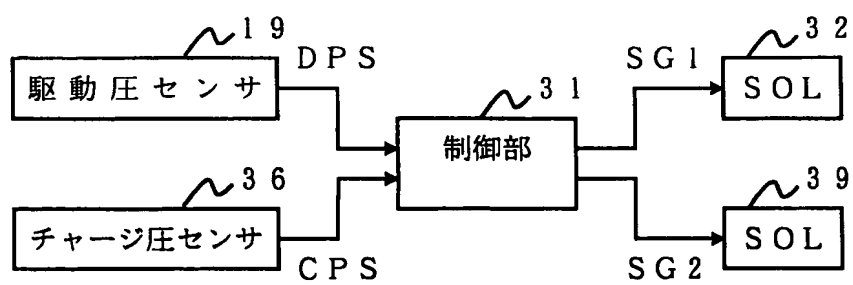 19
DPS
駆動圧センサ
36
チャージ圧センサ
CPS
31
制御部
SG1
32
SOL
39
SOL
SG2